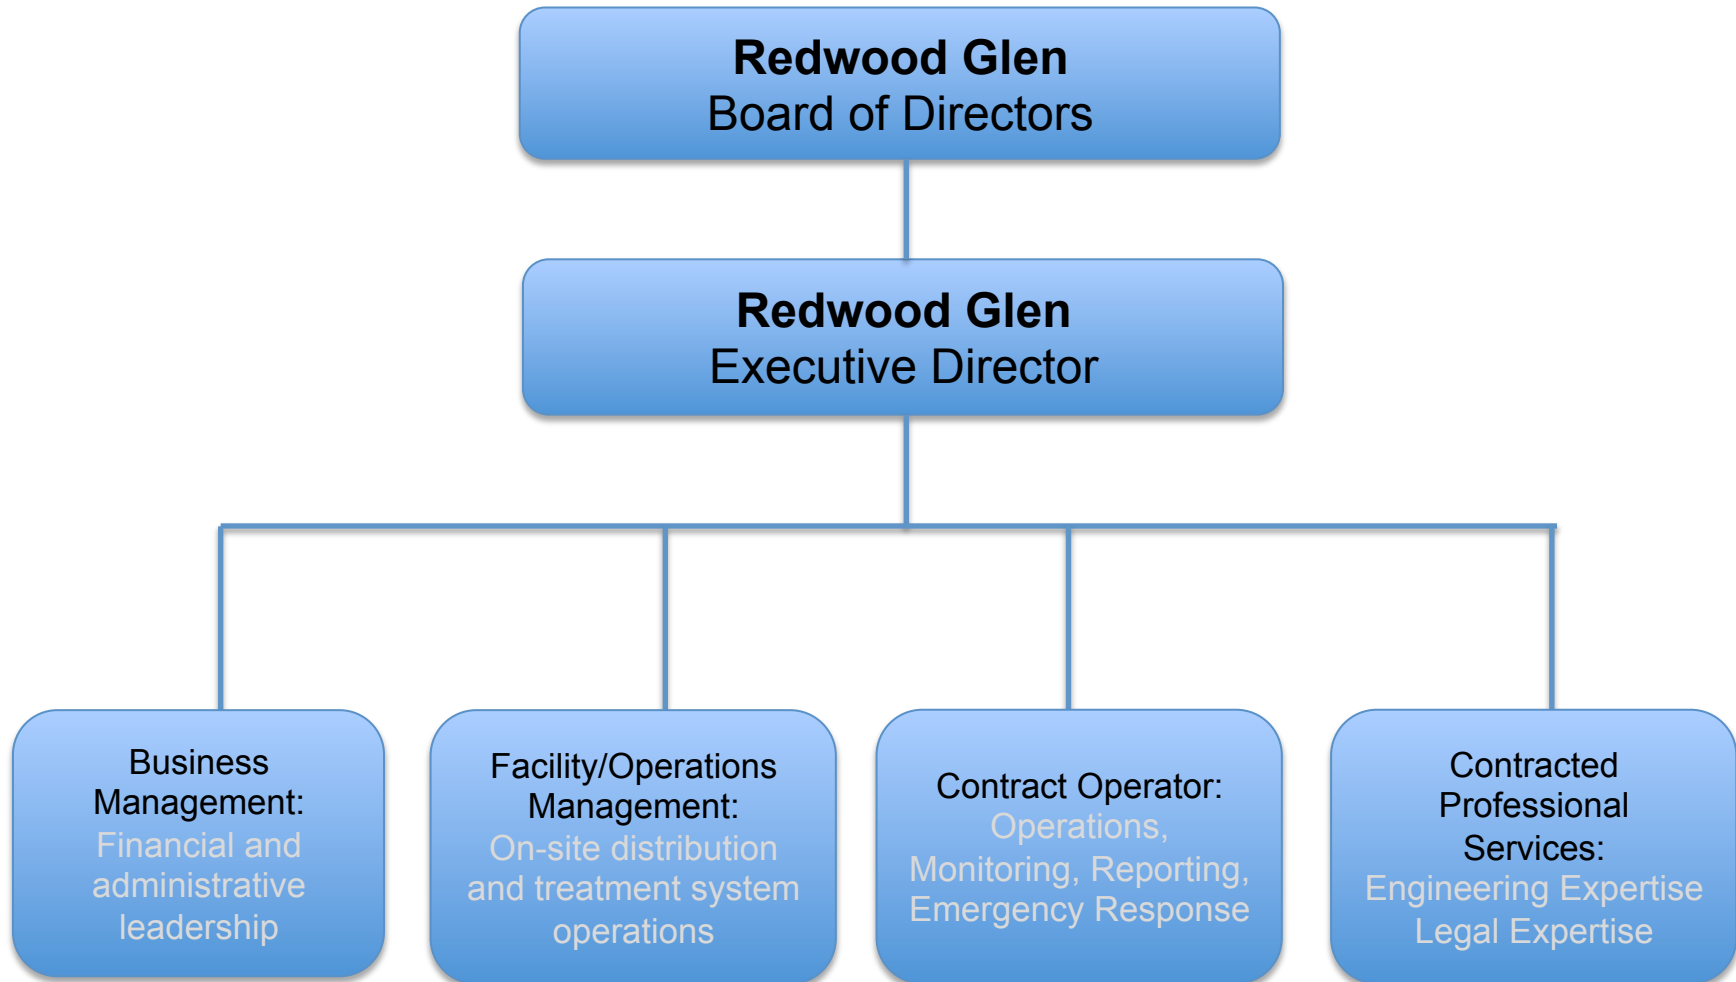 Redwood Glen
Board of Directors
Redwood Glen
Executive Director
Business
Management:
Financial and
administrative
leadership
Facility/Operations
Management:
On-site distribution
and treatment system
operations
Contract Operator:
Operations,
Monitoring, Reporting,
Emergency Response
Contracted
Professional
Services:
Engineering Expertise
Legal Expertise